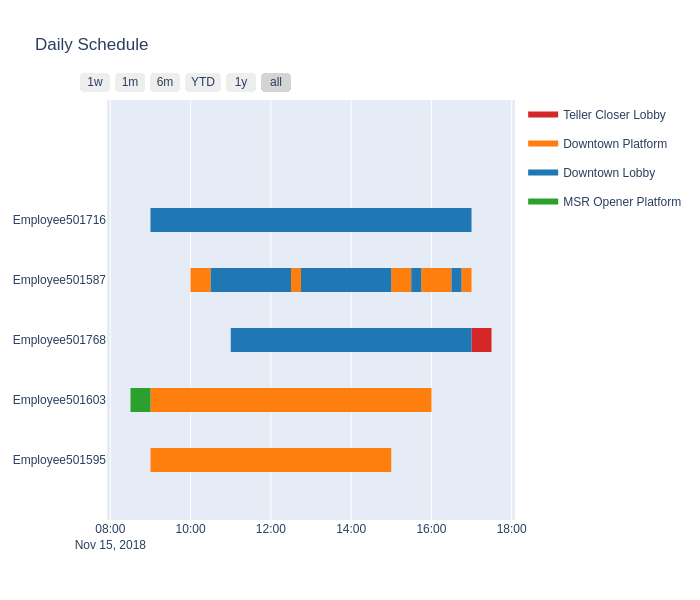 Daily Schedule
1w 1m 6m YTD 1y all
Teller Closer Lobby
Downtown Platform
Downtown Lobby
MSR Opener Platform
Employee501716
Employee501587
Employee501768
Employee501603
Employee501595
08:00 10:00 12:00 14:00 16:00 18:00
Nov 15, 2018